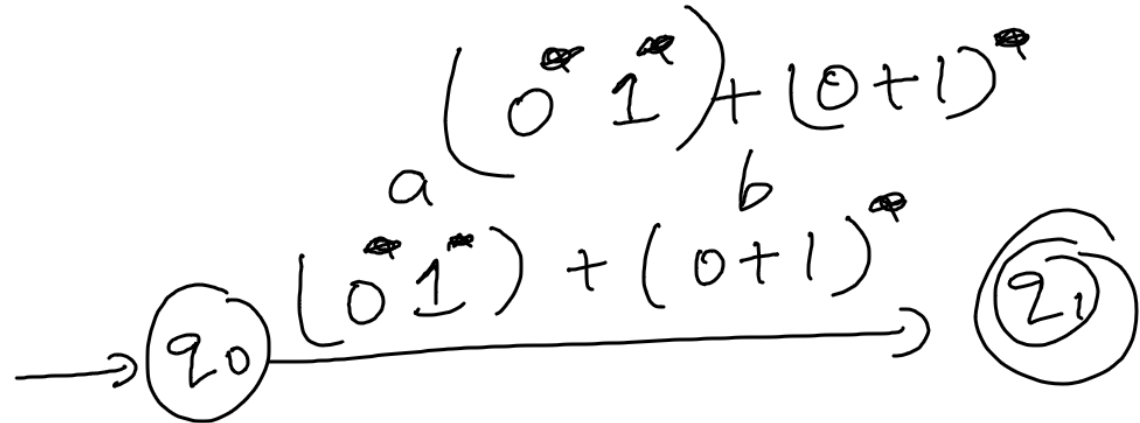 (0* 1*) + (0+1)*
a b
(0* 1*) + (0+1)*
q0 q1